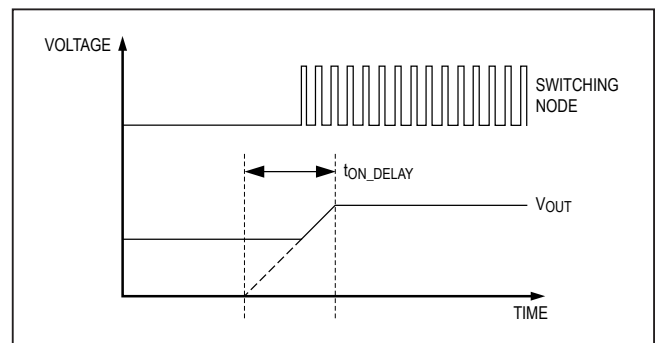 VOLTAGE
SWITCHING
NODE
tON_DELAY
VOUT
TIME